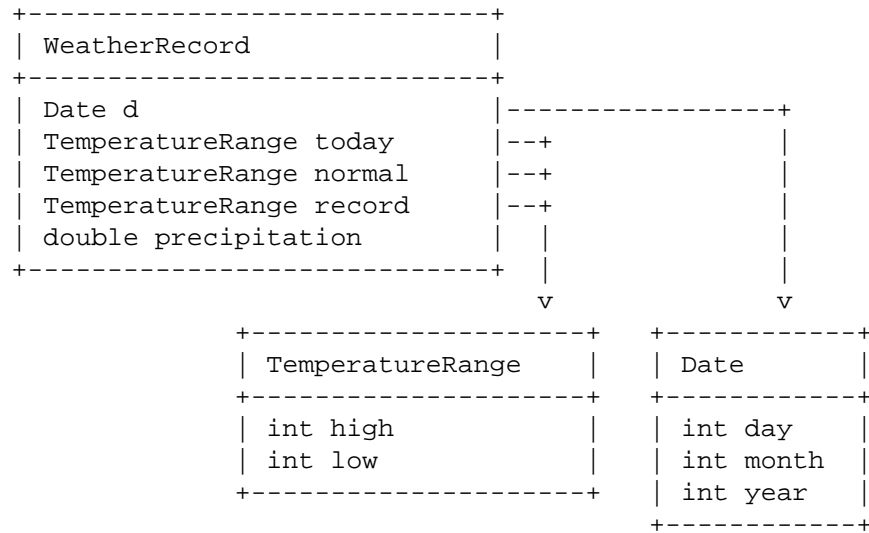 WeatherRecord
Date d
TemperatureRange today
TemperatureRange normal
TemperatureRange record
double precipitation
TemperatureRange
int high
int low
Date
int day
int month
int year